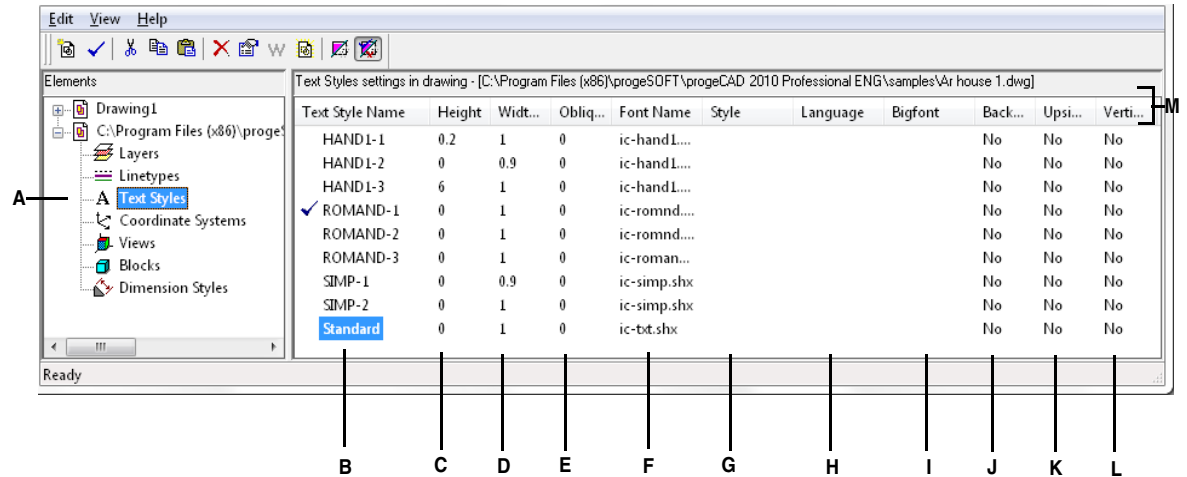 Edit View Help
Elements
Text Styles settings in drawing - [C:\Program Files (x86)\progeSOFT\progeCAD 2010 Professional ENG\samples\Ar house 1.dwg]
Drawing1
C:\Program Files (x86)\proge
Layers
Linetypes
Text Styles
Coordinate Systems
Views
Blocks
Dimension Styles
Text Style Name Height Widt... Obliq... Font Name Style Language Bigfont Back... Upsi... Verti...
HAND1-1 0.2 1 0 ic-hand1.... No No No
HAND1-2 0 0.9 0 ic-hand1.... No No No
HAND1-3 6 1 0 ic-hand1.... No No No
ROMAND-1 0 1 0 ic-romnd.... No No No
ROMAND-2 0 1 0 ic-romnd.... No No No
ROMAND-3 0 1 0 ic-roman... No No No
SIMP-1 0 0.9 0 ic-simp.shx No No No
SIMP-2 0 1 0 ic-simp.shx No No No
Standard 0 1 0 ic-txt.shx No No No
Ready
A
M
B C D E F G H I J K L